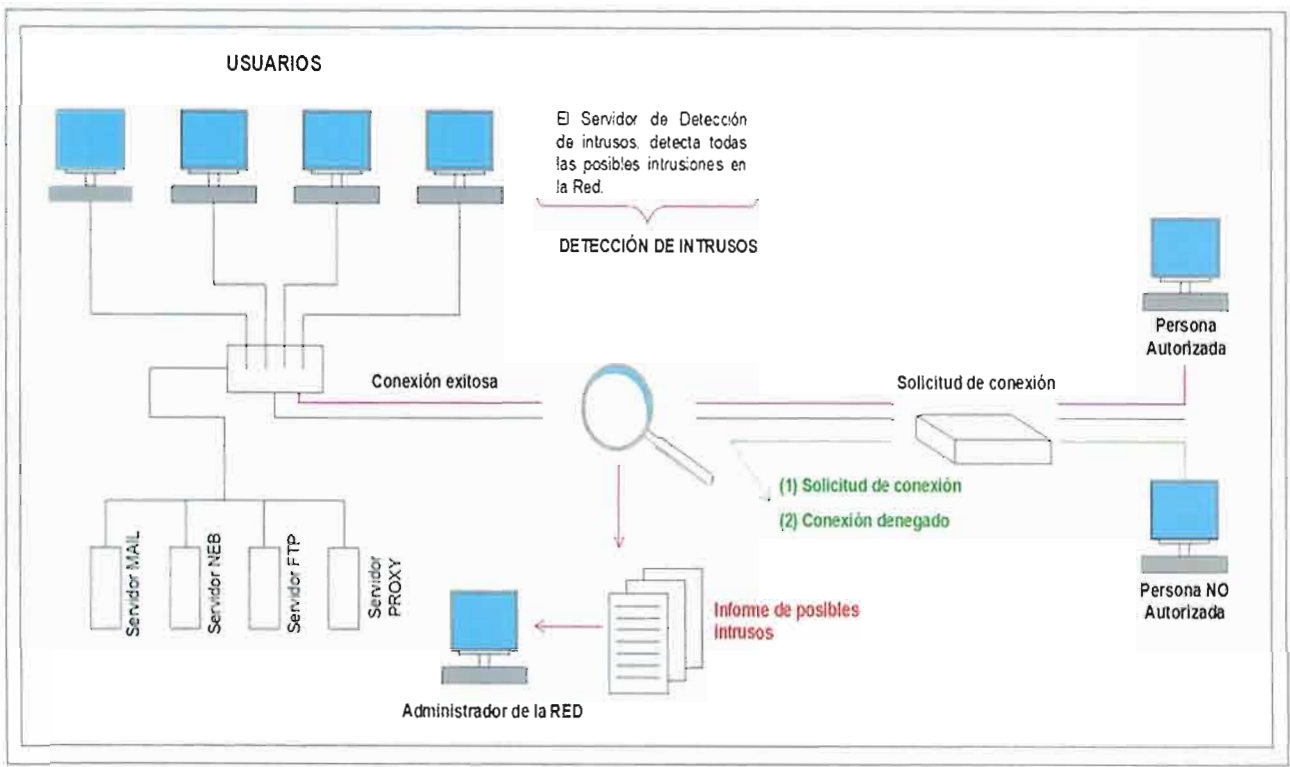 USUARIOS
El Servidor de Detección
de intrusos, detecta todas
las posibles intrusiones en
la Red.
DETECCIÓN DE INTRUSOS
Persona
Autorizada
Conexión exitosa
Solicitud de conexión
(1) Solicitud de conexión
(2) Conexión denegado
Servidor MAIL
Servidor NEB
Servidor FTP
Servidor
PROXY
Informe de posibles
intrusos
Persona NO
Autorizada
Administrador de la RED